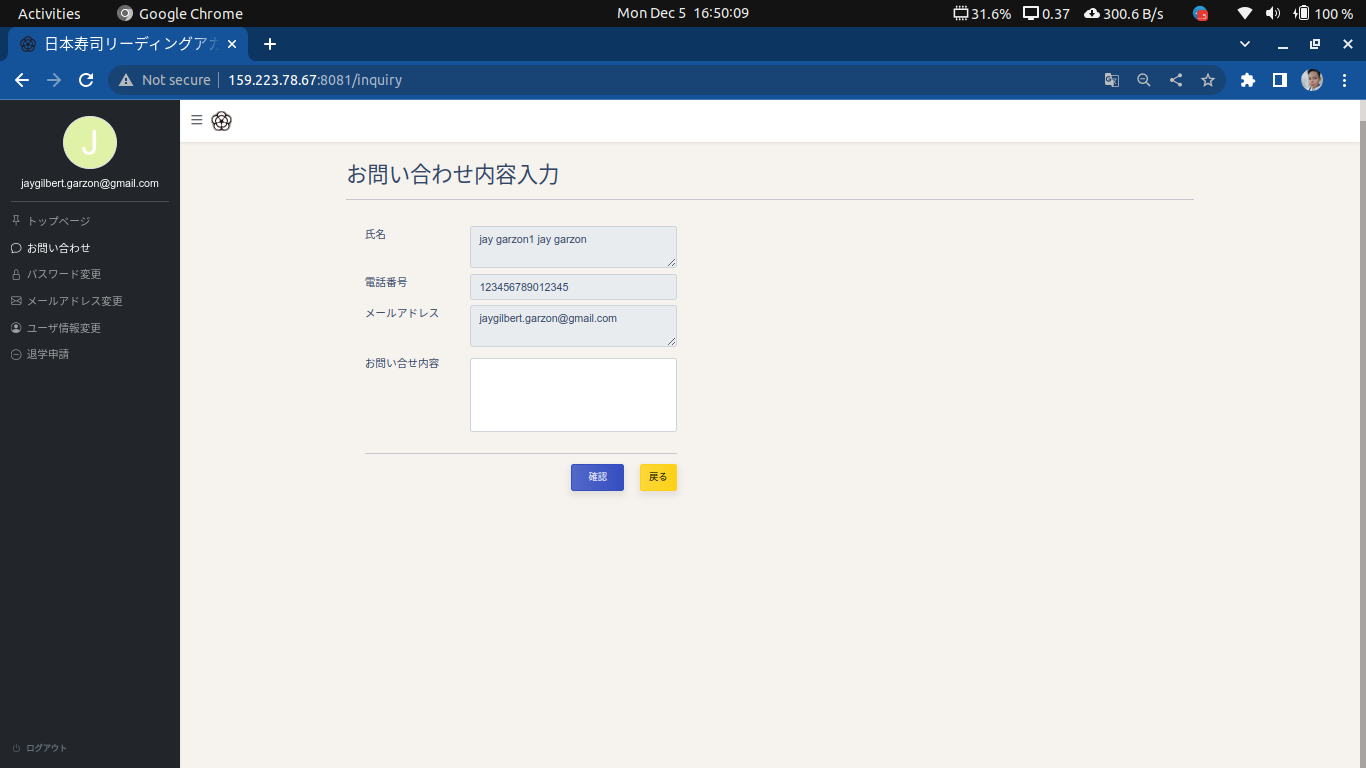 Activities
Google Chrome
Mon Dec 5 16:50:09
31.6%
0.37
300.6 B/s
100 %
日本寿司リーディングアカ
Not secure
159.223.78.67:8081/inquiry
J
jaygilbert.garzon@gmail.com
トップページ
お問い合わせ
パスワード変更
メールアドレス変更
ユーザ情報変更
退学申請
ログアウト
お問い合わせ内容入力
氏名
jay garzon1 jay garzon
電話番号
123456789012345
メールアドレス
jaygilbert.garzon@gmail.com
お問い合せ内容
確認
戻る